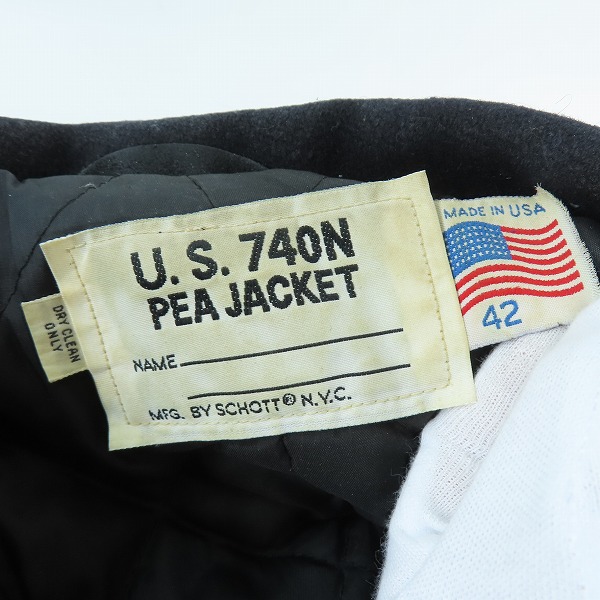 U.S. 740N
PEA JACKET
NAME
MFG. BY SCHOTT® N.Y.C.
DRY CLEAN
ONLY
MADE IN USA
42